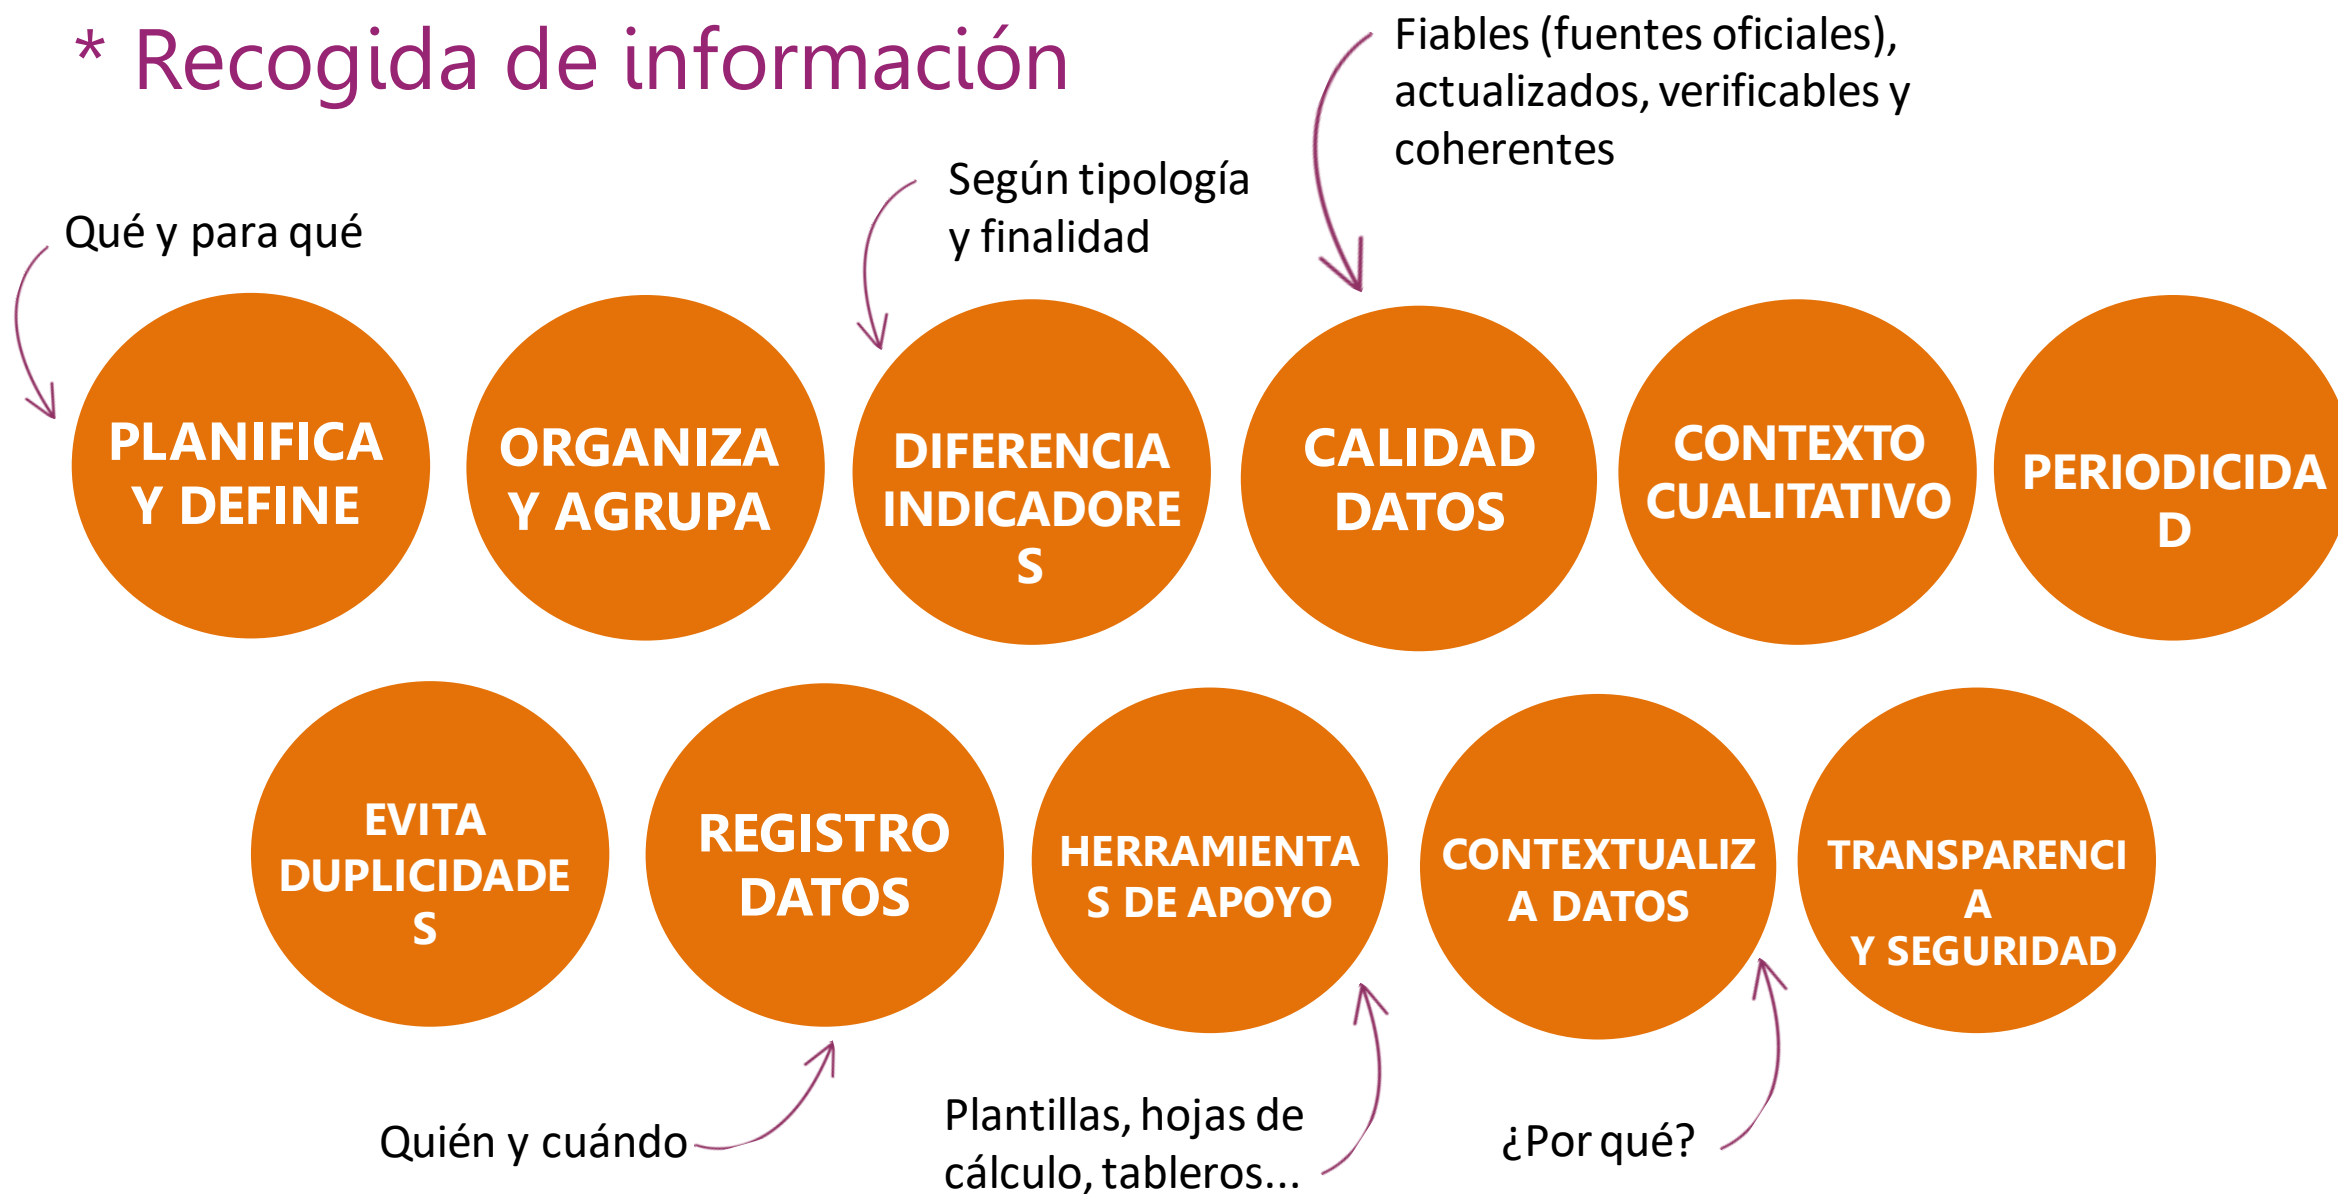 * Recogida de información
Fiables (fuentes oficiales),
actualizados, verificables y
coherentes
Según tipología
y finalidad
Qué y para qué
PLANIFICA
Y DEFINE
ORGANIZA
Y AGRUPA
DIFERENCIA
INDICADORE
S
CALIDAD
DATOS
CONTEXTO
CUALITATIVO
PERIODICIDA
D
EVITA
DUPLICIDADE
S
REGISTRO
DATOS
HERRAMIENTA
S DE APOYO
CONTEXTUALIZ
A DATOS
TRANSPARENCI
A
Y SEGURIDAD
Quién y cuándo
Plantillas, hojas de
cálculo, tableros...
¿Por qué?